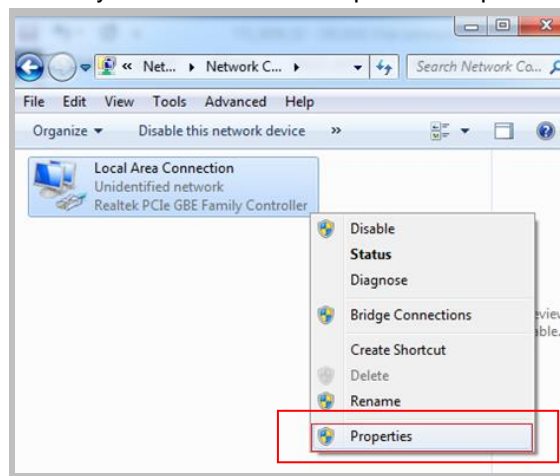 Net... Network C... Search Network Co...
File Edit View Tools Advanced Help
Organize Disable this network device »
Local Area Connection
Unidentified network
Realtek PCIe GBE Family Controller
Disable
Status
Diagnose
Bridge Connections
Create Shortcut
Delete
Rename
Properties